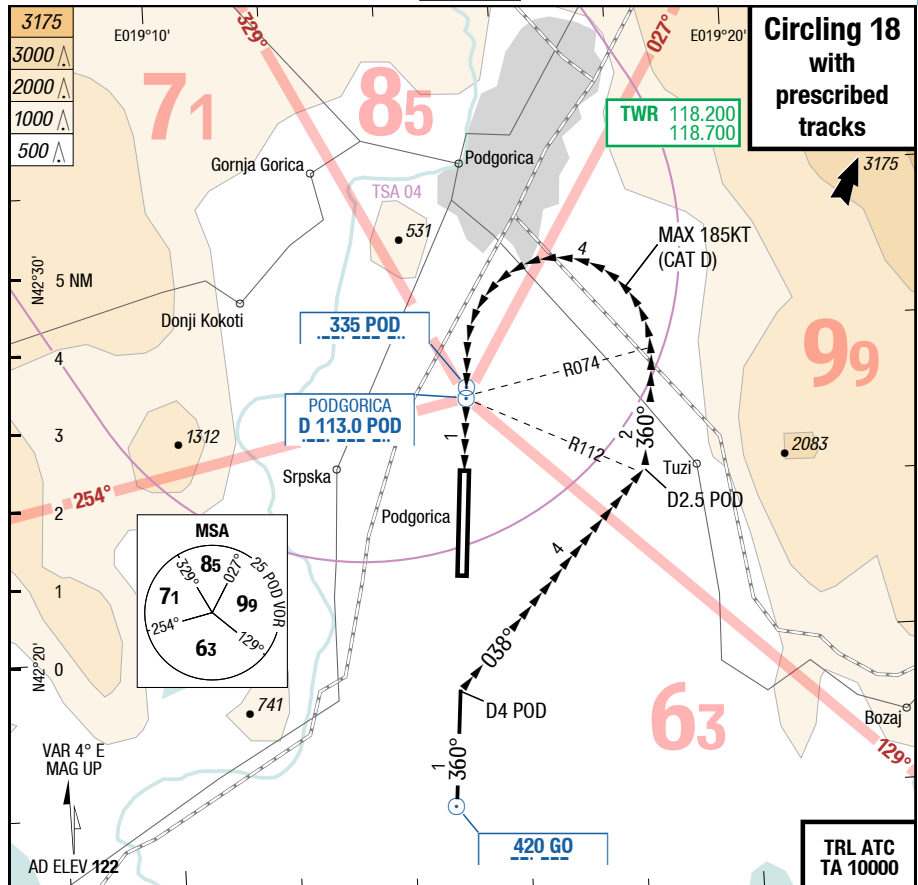 3175
3000
2000
1000
500
E019°10'
329°
E019°20'
027°
Circling 18
with
prescribed
tracks
71
85
TWR 118.200
118.700
3175
Gornja Gorica
Podgorica
TSA 04
531
4
MAX 185KT
(CAT D)
N42°30'
5 NM
Donji Kokoti
335 POD
99
4
R074
PODGORICA
D 113.0 POD
1312
3
1
R112
2
360°
2083
Tuzi
Srpska
D2.5 POD
254°
2
Podgorica
MSA
85
329°
027°
25 POD VOR
71
99
254°
129°
63
4
1
038°
N42°20'
0
741
D4 POD
63
Bozaj
129°
VAR 4° E
MAG UP
1
360°
420 GO
AD ELEV 122
TRL ATC
TA 10000